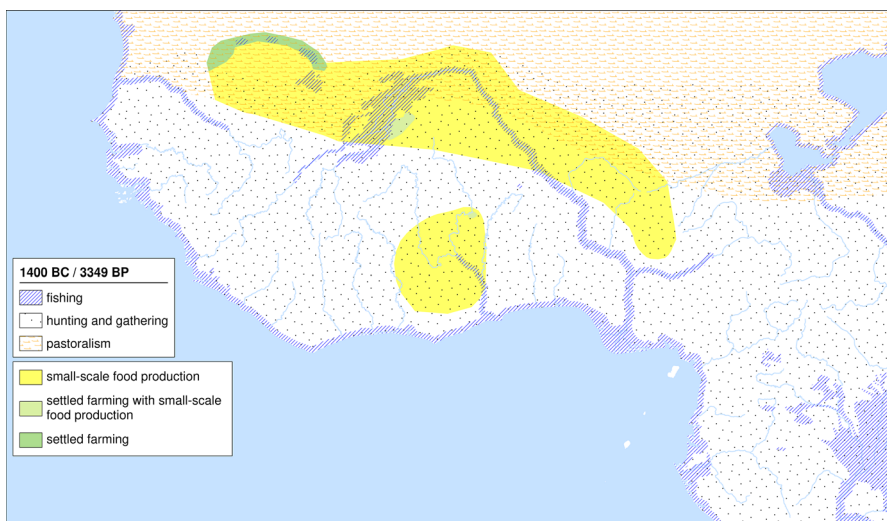 1400 BC / 3349 BP
fishing
hunting and gathering
pastoralism
small-scale food production
settled farming with small-scale
food production
settled farming